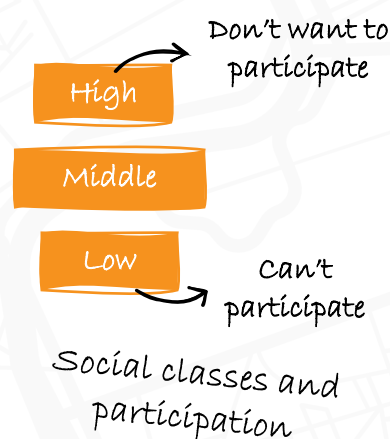 Don't want to
participate
High
Middle
Low
Can't
participate
Social classes and
participation